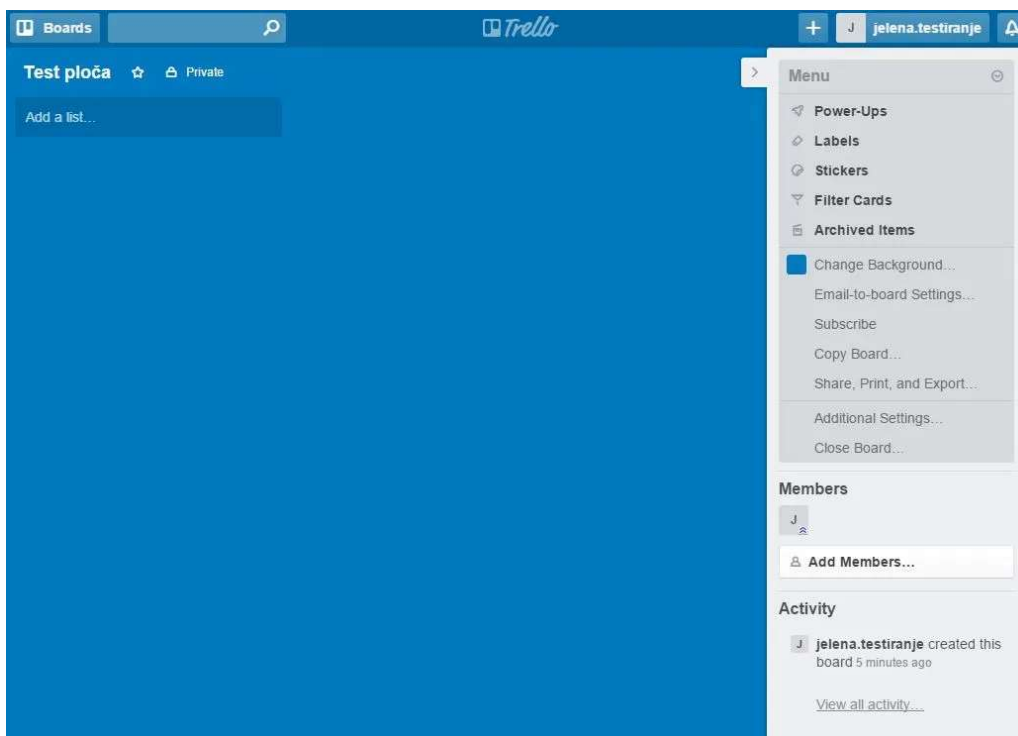 Boards
Trello
J jelena.testiranje
Test ploča Private
Add a list…
Menu
Power-Ups
Labels
Stickers
Filter Cards
Archived Items
Change Background…
Email-to-board Settings…
Subscribe
Copy Board…
Share, Print, and Export…
Additional Settings…
Close Board…
Members
J
Add Members…
Activity
J jelena.testiranje created this
board 5 minutes ago
View all activity…